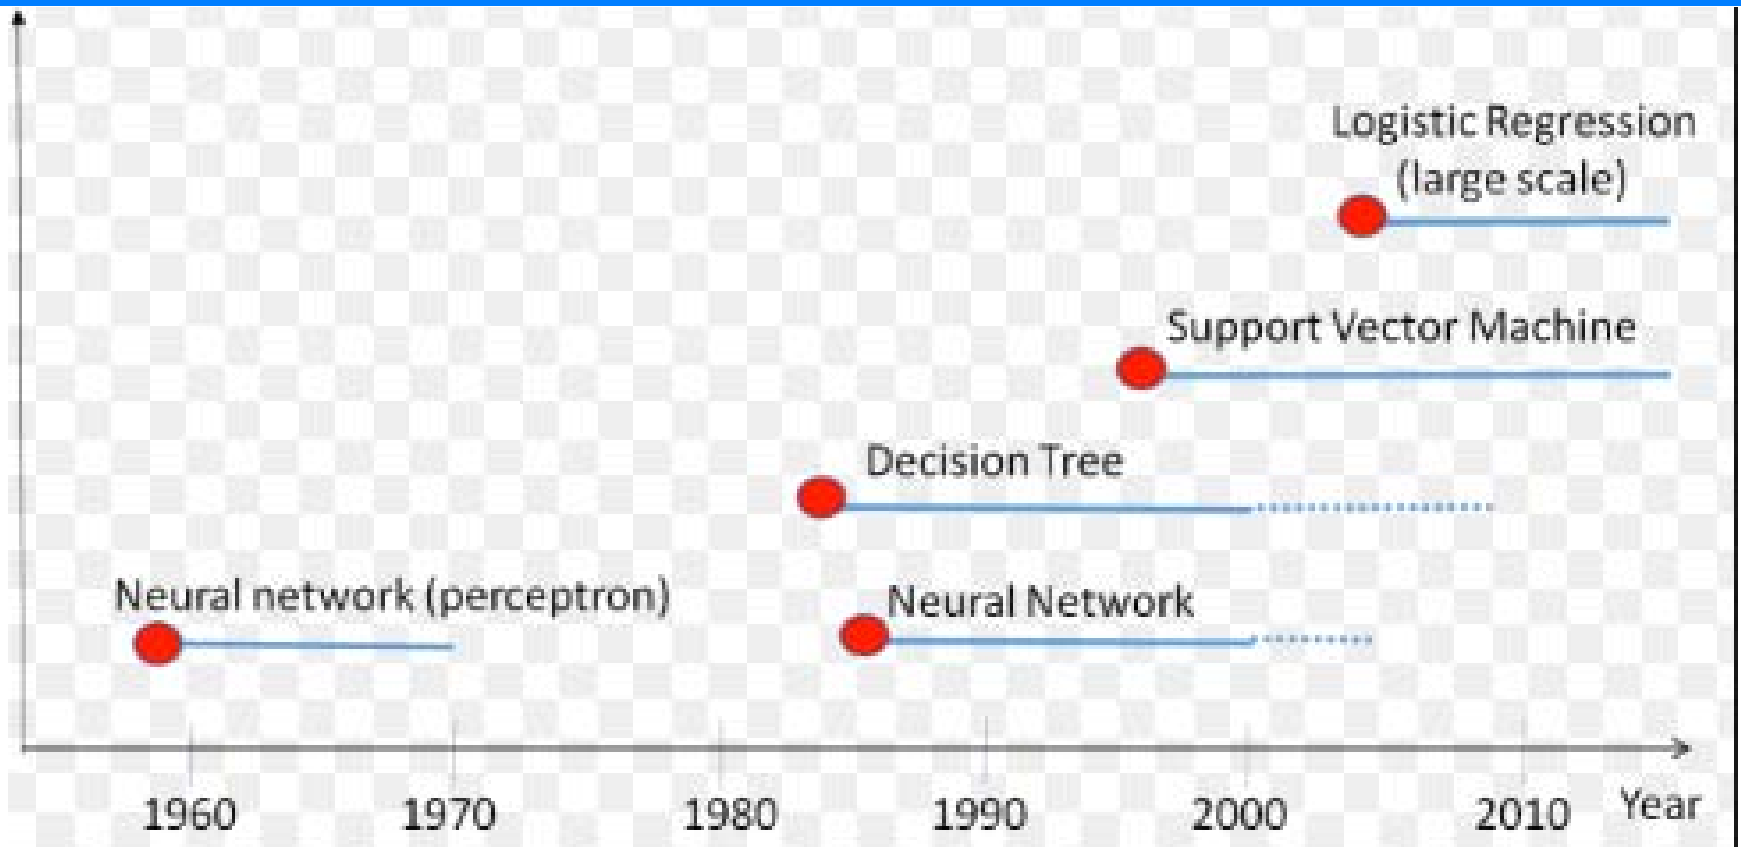 Logistic Regression
(large scale)
Support Vector Machine
Decision Tree
Neural network (perceptron)
Neural Network
1960
1970
1980
1990
2000
2010
Year